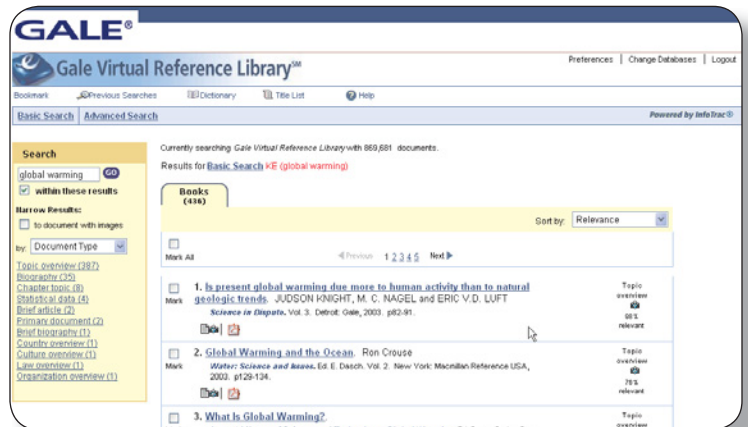 GALE®
Gale Virtual Reference Library℠
Preferences | Change Databases | Logout
Bookmark Previous Searches Dictionary Title List Help
Basic Search Advanced Search
Powered by InfoTrac®
Search
global warming GO
within these results
Narrow Results:
to document with images
by: Document Type
Topic overview (387)
Biography (35)
Chapter topic (8)
Statistical data (4)
Brief article (2)
Primary document (2)
Brief biography (1)
Country overview (1)
Culture overview (1)
Law overview (1)
Organization overview (1)
Currently searching Gale Virtual Reference Library with 869,681 documents.
Results for Basic Search KE (global warming)
Books
(436)
Sort by: Relevance
Mark All
Previous 1 2 3 4 5 Next
Mark
1. Is present global warming due more to human activity than to natural
geologic trends. JUDSON KNIGHT, M. C. NAGEL and ERIC V.D. LUFT
Science in Dispute. Vol. 3. Detroit: Gale, 2003. p82-91.
Topic
overview
relevant
Mark
2. Global Warming and the Ocean. Ron Crouse
Water: Science and Issues. Ed. E. Dasch. Vol. 2. New York: Macmillan Reference USA,
2003. p129-134.
Topic
overview
relevant
3. What Is Global Warming?.
Topic
overview